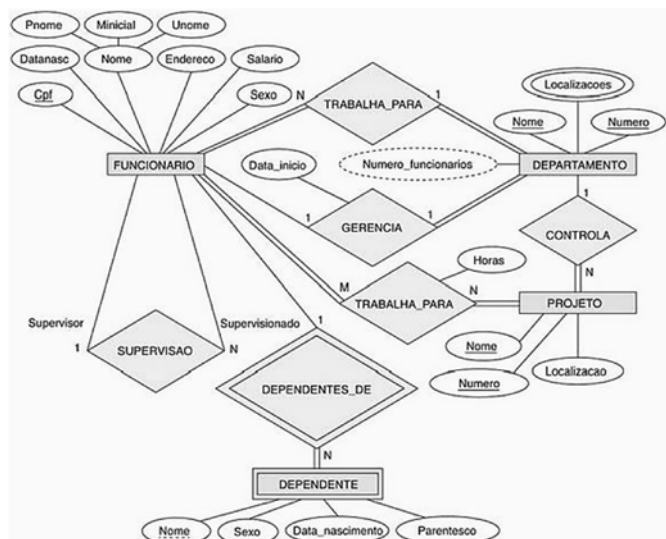 Pnome Minicial Unome
Datanasc Nome Endereco Salario
Cpf Sexo
N TRABALHA_PARA 1
Localizacoes
Nome Numero
FUNCIONARIO
Data_inicio Numero_funcionarios DEPARTAMENTO
1 GERENCIA 1
1
CONTROLA
N
Horas
M TRABALHA_PARA N
PROJETO
Nome
Numero Localizacao
Supervisor Supervisionado
1 SUPERVISAO N
1
DEPENDENTES_DE
N
DEPENDENTE
Nome Sexo Data_nascimento Parentesco